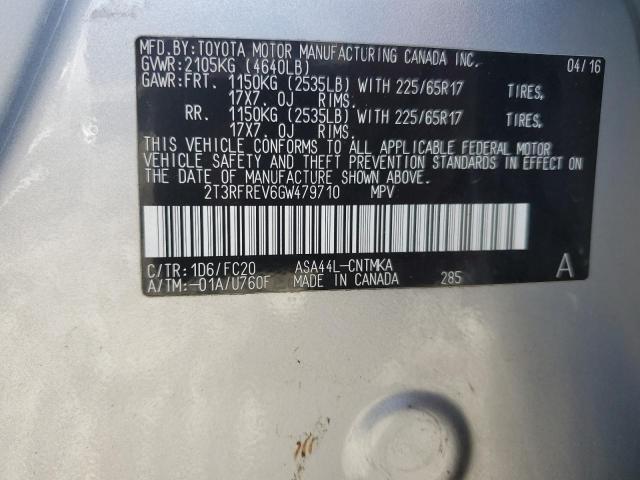 MFD.BY:TOYOTA MOTOR MANUFACTURING CANADA INC.
GVWR:2105KG (4640LB) 04/16
GAWR:FRT. 1150KG (2535LB) WITH 225/65R17 TIRES,
17X7.0J RIMS.
RR. 1150KG (2535LB) WITH 225/65R17 TIRES,
17X7.0J RIMS.
THIS VEHICLE CONFORMS TO ALL APPLICABLE FEDERAL MOTOR
VEHICLE SAFETY AND THEFT PREVENTION STANDARDS IN EFFECT ON
THE DATE OF MANUFACTURE SHOWN ABOVE.
2T3RFREV6GW479710 MPV
C/TR:1D6/FC20 ASA44L-CNTMKA A
A/TM:-01A/U760F MADE IN CANADA 285